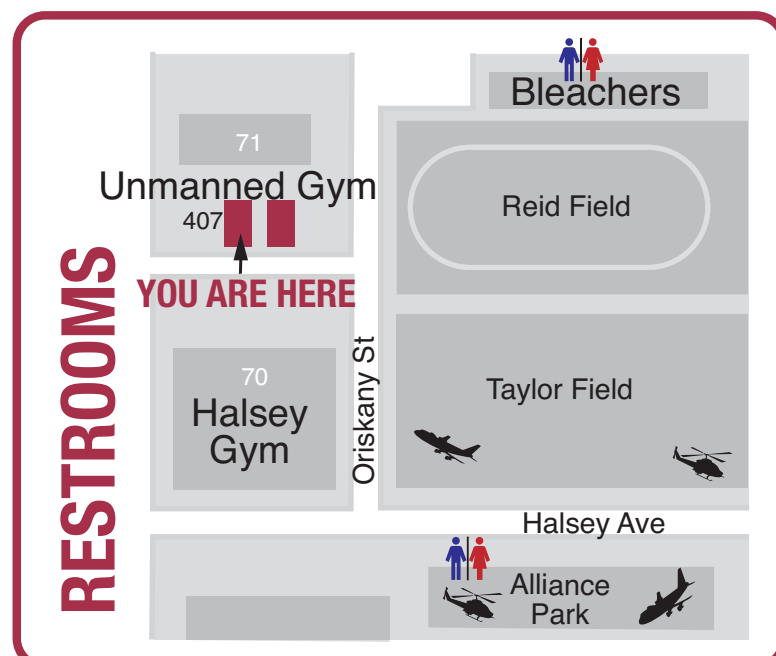 RESTROOMS
Bleachers
71
Unmanned Gym
407
YOU ARE HERE
Reid Field
70
Halsey
Gym
Oriskany St
Taylor Field
Halsey Ave
Alliance
Park